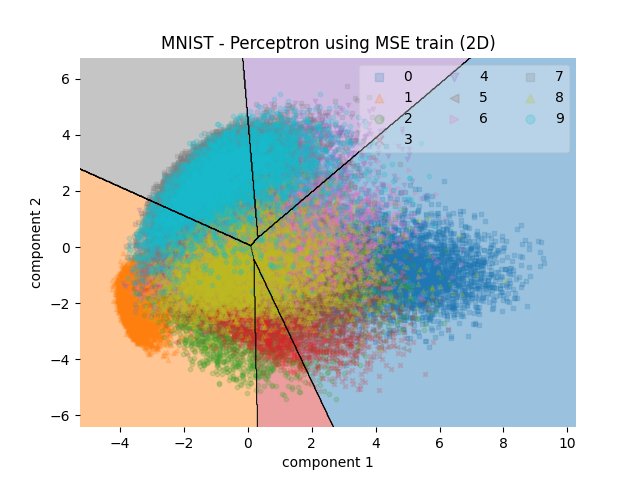 MNIST - Perceptron using MSE train (2D)
component 2
6
4
2
0
−2
−4
−6
0 4 7
1 5 8
2 6 9
3
−4 −2 0 2 4 6 8 10
component 1